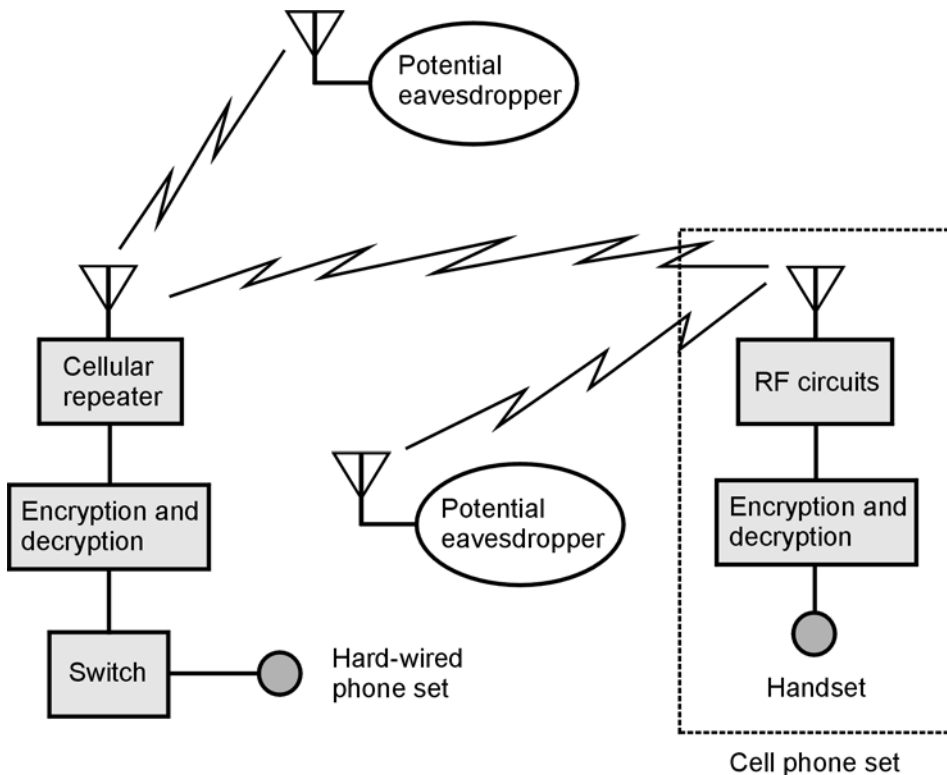 Potential
eavesdropper
Cellular
repeater
RF circuits
Encryption and
decryption
Potential
eavesdropper
Encryption and
decryption
Switch
Hard-wired
phone set
Handset
Cell phone set